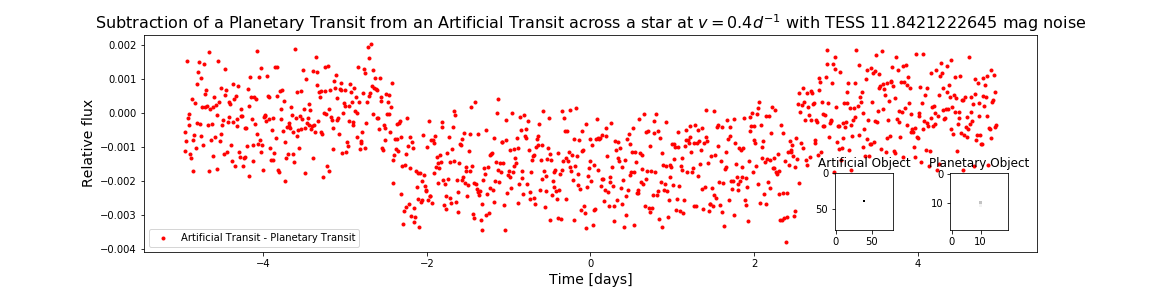 Subtraction of a Planetary Transit from an Artificial Transit across a star at v = 0.4d⁻¹ with TESS 11.8421222645 mag noise
Relative flux
0.002
0.001
0.000
−0.001
−0.002
−0.003
−0.004
Artificial Transit - Planetary Transit
Artificial Object
0
50
0 50
Planetary Object
0
10
0 10
−4 −2 0 2 4
Time [days]